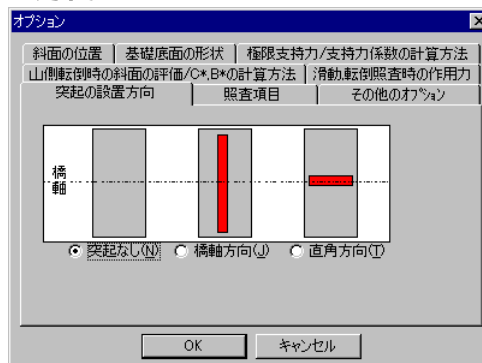 オプション
斜面の位置 基礎底面の形状 極限支持力/支持力係数の計算方法
山側転倒時の斜面の評価/C*,B*の計算方法 滑動,転倒照査時の作用力
突起の設置方向 照査項目 その他のオプション
橋軸
突起なし(N) 橋軸方向(J) 直角方向(T)
OK キャンセル